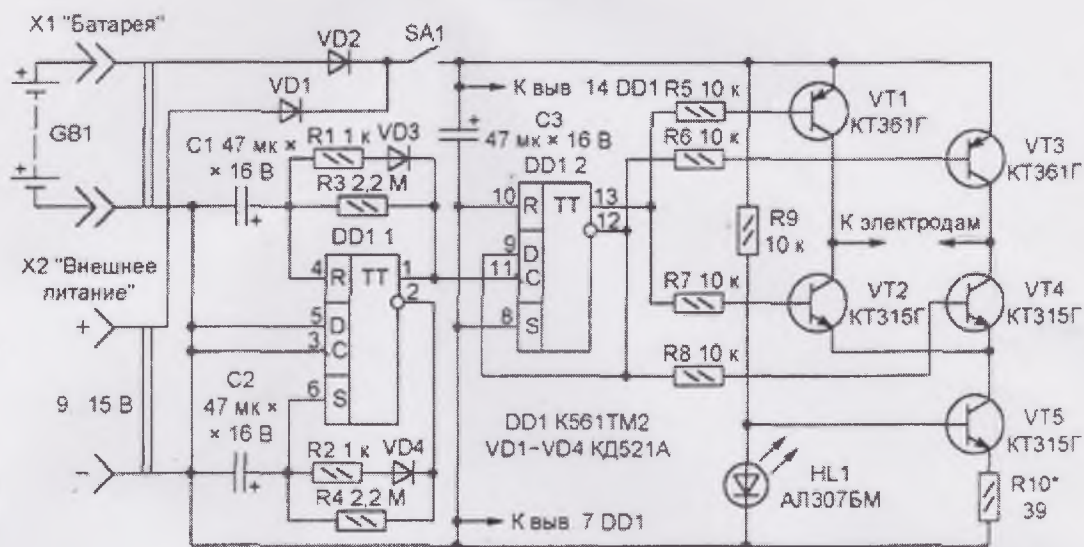 X1 "Батарея"
VD2
SA1
VD1
К выв 14 DD1
R5 10 к
VT1
КТ361Г
GB1
+
+
C1 47 мк ×
× 16 В
R1 1 к
VD3
+
C3
47 мк × 16 В
R6 10 к
VT3
КТ361Г
R3 2,2 М
+
DD1 2
10
R
TT
13
12
R9
10 к
К электродам
X2 "Внешнее
питание"
DD1 1
9
D
11
C
4
R
TT
1
2
R7 10 к
VT2
КТ315Г
VT4
КТ315Г
+
5
D
3
C
8
S
R8 10 к
9 15 В
C2
47 мк ×
× 16 В
6
S
DD1 К561ТМ2
VD1-VD4 КД521А
VT5
КТ315Г
R2 1 к
VD4
HL1
АЛ307БМ
−
+
R4 2,2 М
R10*
39
К выв 7 DD1